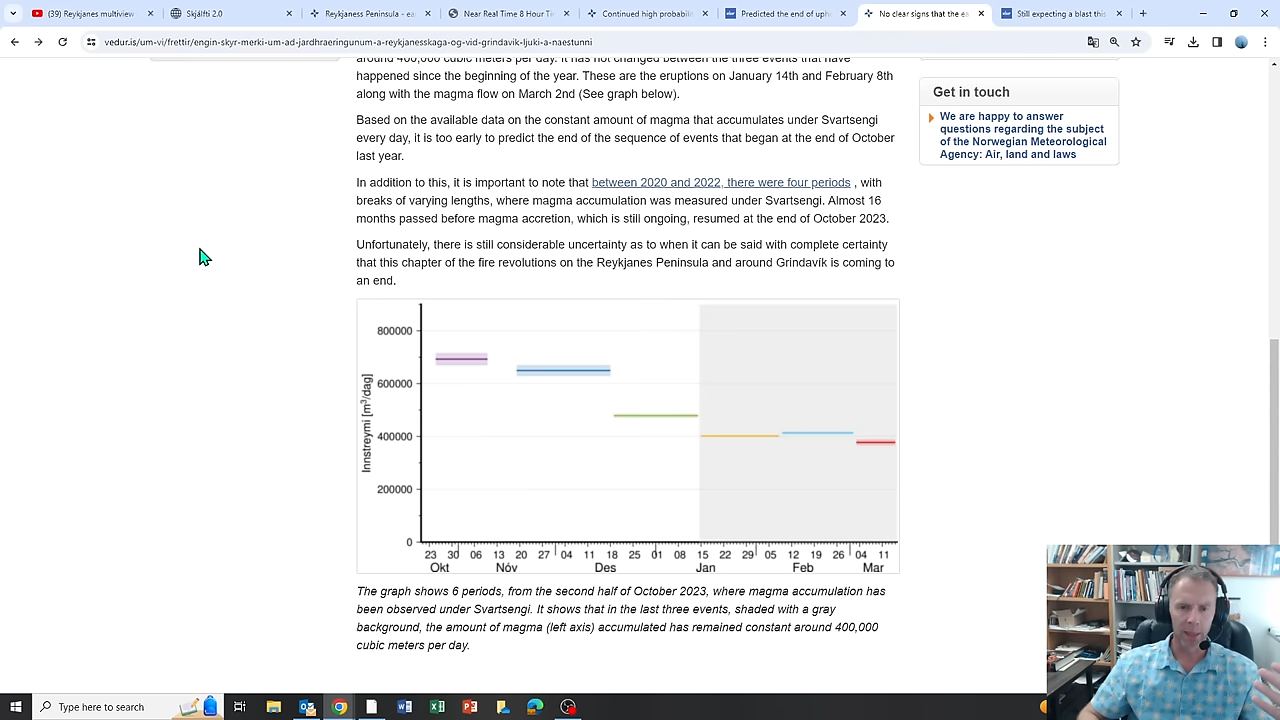 (39) Reykjanes multiview
Skjálfti 2.0
Reykjaness Peninsula - ea
Near Real Time 8 Hour T
Continued high probabili
Predicted the end of uph
No clear signs that the ea
Still expecting a blast this
vedur.is/um-vi/frettir/engin-skyr-merki-um-ad-jardhraeringunum-a-reykjanesskaga-og-vid-grindavik-ljuki-a-naestunni
around 400,000 cubic meters per day. It has not changed between the three events that have
happened since the beginning of the year. These are the eruptions on January 14th and February 8th
along with the magma flow on March 2nd (See graph below).
Based on the available data on the constant amount of magma that accumulates under Svartsengi
every day, it is too early to predict the end of the sequence of events that began at the end of October
last year.
In addition to this, it is important to note that between 2020 and 2022, there were four periods , with
breaks of varying lengths, where magma accumulation was measured under Svartsengi. Almost 16
months passed before magma accretion, which is still ongoing, resumed at the end of October 2023.
Unfortunately, there is still considerable uncertainty as to when it can be said with complete certainty
that this chapter of the fire revolutions on the Reykjanes Peninsula and around Grindavík is coming to
an end.
Get in touch
We are happy to answer
questions regarding the subject
of the Norwegian Meteorological
Agency: Air, land and laws
Innstreymi [m³/dag]
800000
600000
400000
200000
0
23 30 06 13 20 27 04 11 18 25 01 08 15 22 29 05 12 19 26 04 11
Okt Nóv Des Jan Feb Mar
The graph shows 6 periods, from the second half of October 2023, where magma accumulation has
been observed under Svartsengi. It shows that in the last three events, shaded with a gray
background, the amount of magma (left axis) accumulated has remained constant around 400,000
cubic meters per day.
Type here to search